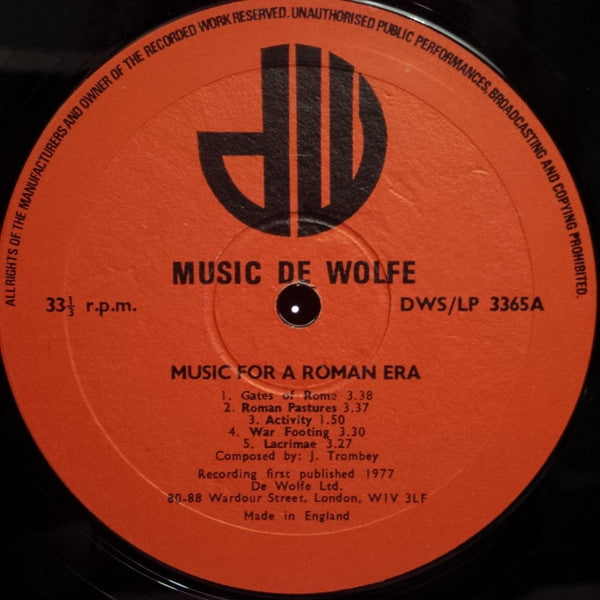 ALL RIGHTS OF THE MANUFACTURERS AND OWNER OF THE RECORDED WORK RESERVED. UNAUTHORISED PUBLIC PERFORMANCES, BROADCASTING AND COPYING PROHIBITED.
dW
MUSIC DE WOLFE
33⅓ r.p.m.
DWS/LP 3365A
MUSIC FOR A ROMAN ERA
1. Gates of Rome 3.38
2. Roman Pastures 3.37
3. Activity 1.50
4. War Footing 3.30
5. Lacrimae 3.27
Composed by: J. Trombey
Recording first published 1977
De Wolfe Ltd.
80-88 Wardour Street, London, W1V 3LF
Made in England